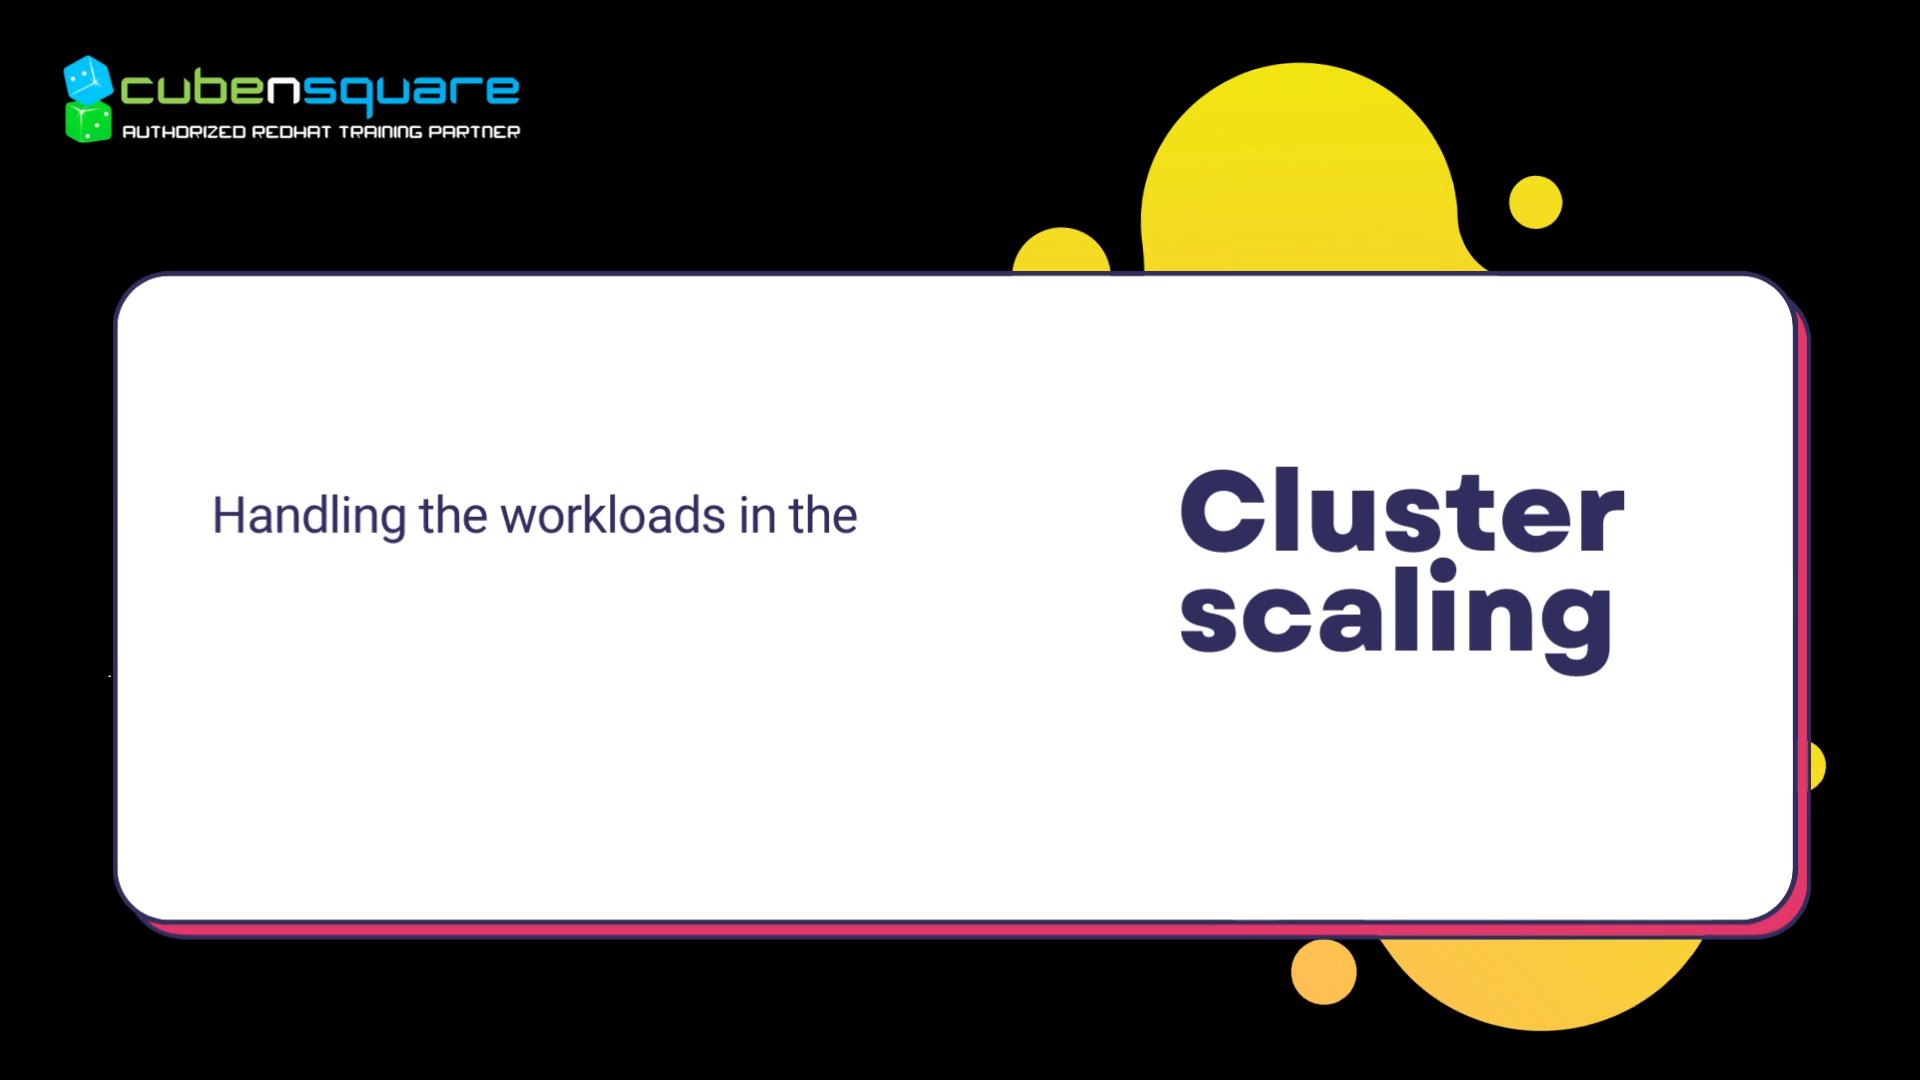 cubensquare
AUTHORIZED REDHAT TRAINING PARTNER
Handling the workloads in the
Cluster
scaling